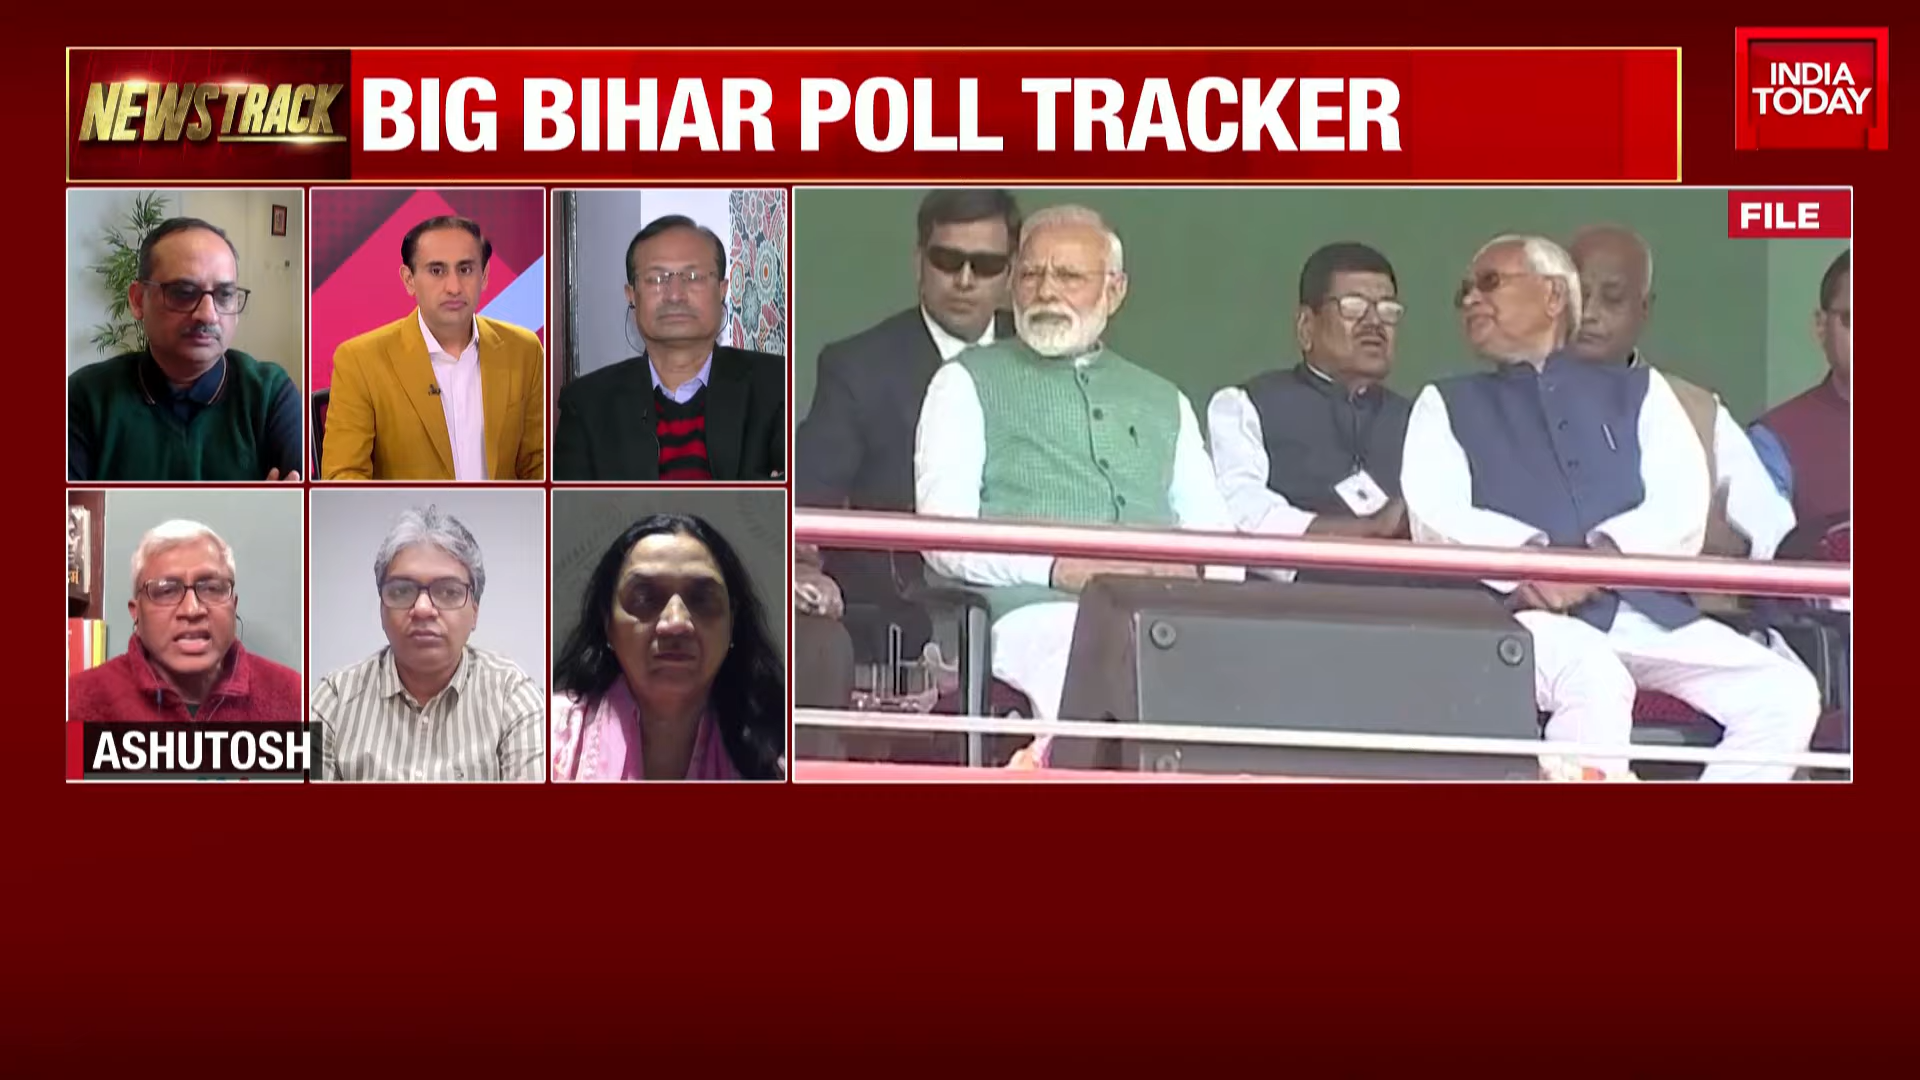 NEWSTRACK
BIG BIHAR POLL TRACKER
INDIA
TODAY
FILE
ASHUTOSH